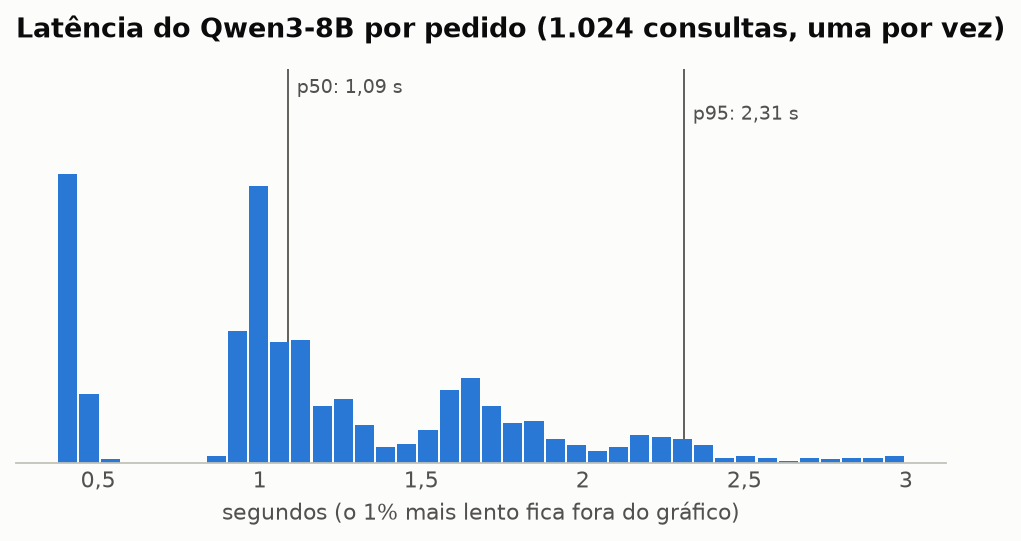 Latência do Qwen3-8B por pedido (1.024 consultas, uma por vez)
p50: 1,09 s
p95: 2,31 s
0,5
1
1,5
2
2,5
3
segundos (o 1% mais lento fica fora do gráfico)